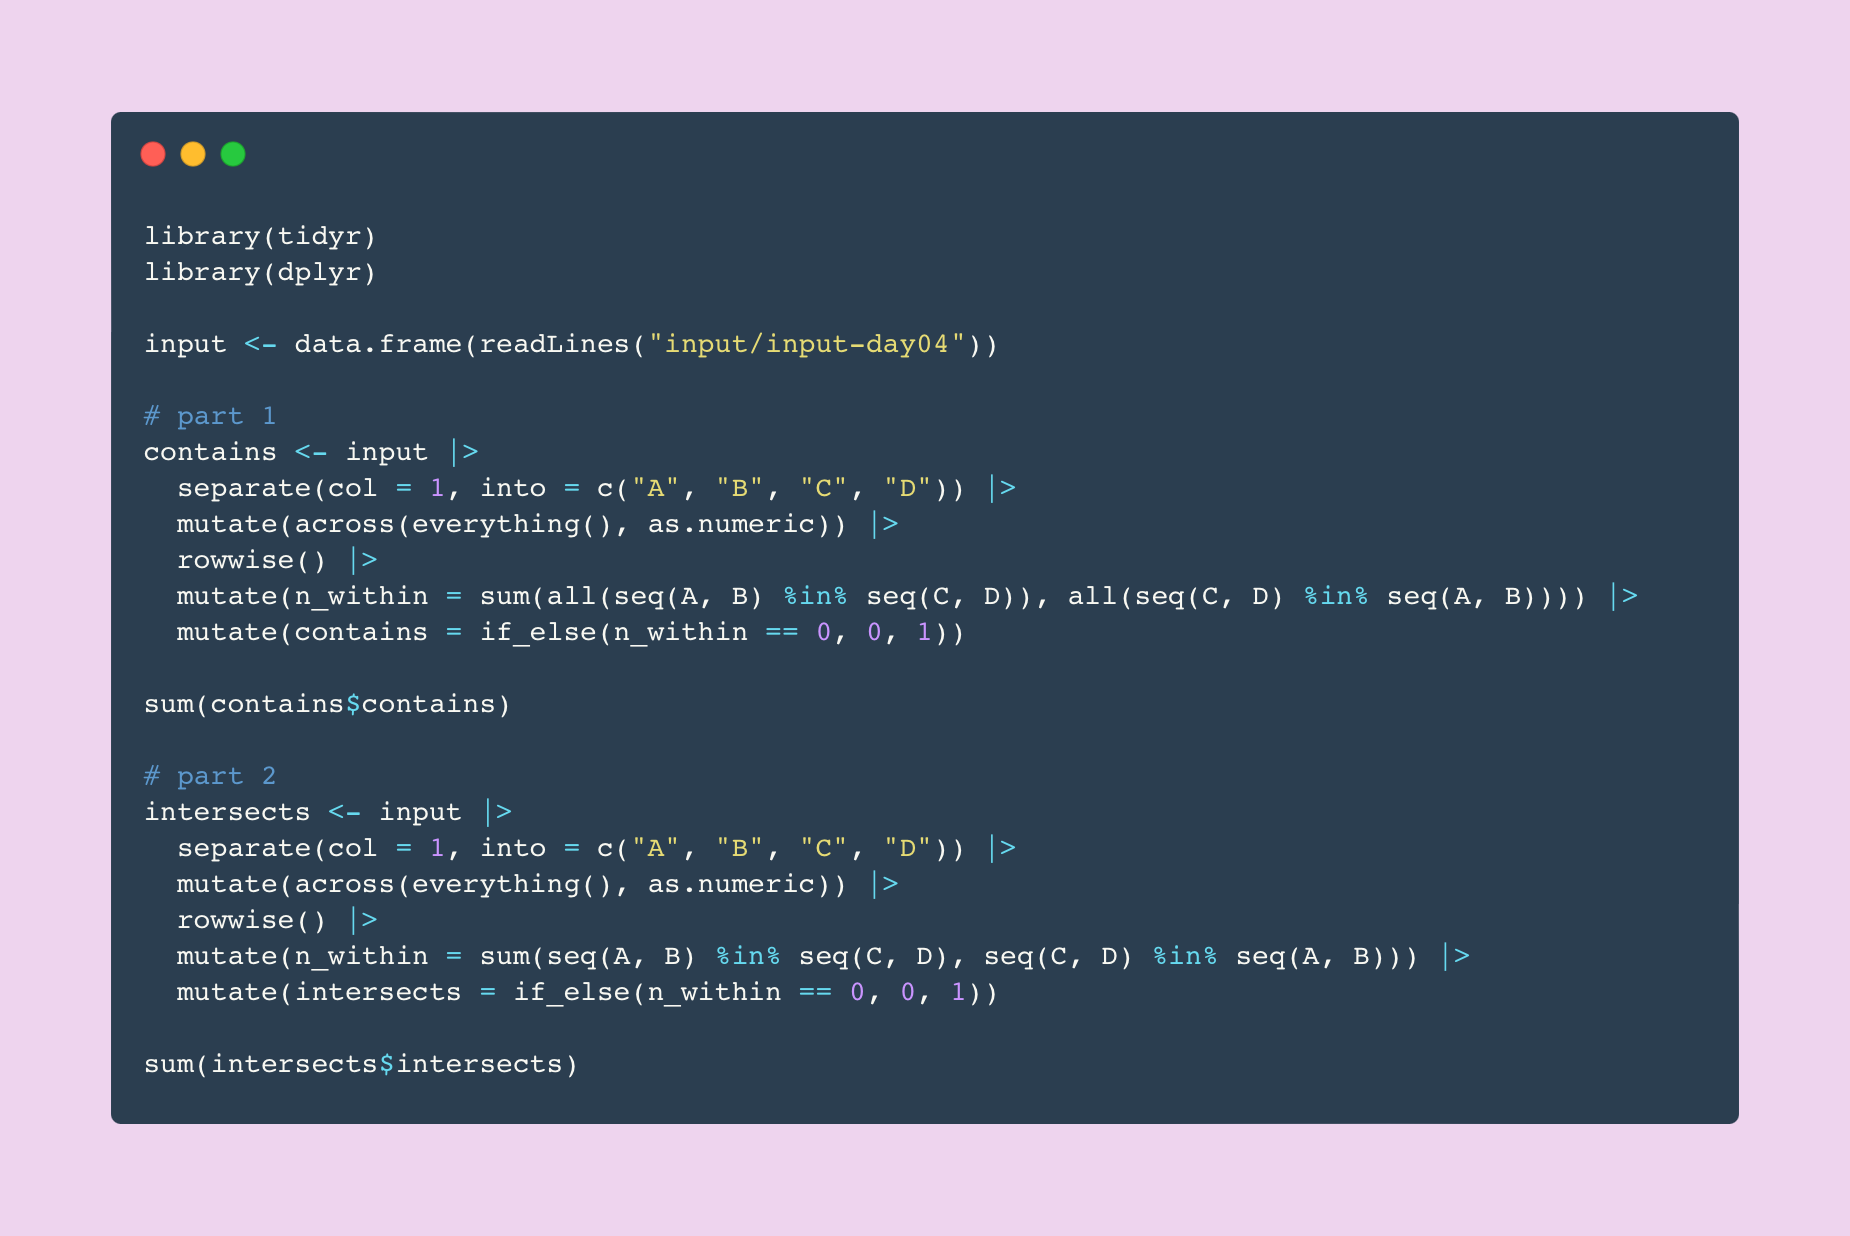 library(tidyr)
library(dplyr)

input <- data.frame(readLines("input/input-day04"))

# part 1
contains <- input |>
  separate(col = 1, into = c("A", "B", "C", "D")) |>
  mutate(across(everything(), as.numeric)) |>
  rowwise() |>
  mutate(n_within = sum(all(seq(A, B) %in% seq(C, D)), all(seq(C, D) %in% seq(A, B)))) |>
  mutate(contains = if_else(n_within == 0, 0, 1))

sum(contains$contains)

# part 2
intersects <- input |>
  separate(col = 1, into = c("A", "B", "C", "D")) |>
  mutate(across(everything(), as.numeric)) |>
  rowwise() |>
  mutate(n_within = sum(seq(A, B) %in% seq(C, D), seq(C, D) %in% seq(A, B))) |>
  mutate(intersects = if_else(n_within == 0, 0, 1))

sum(intersects$intersects)